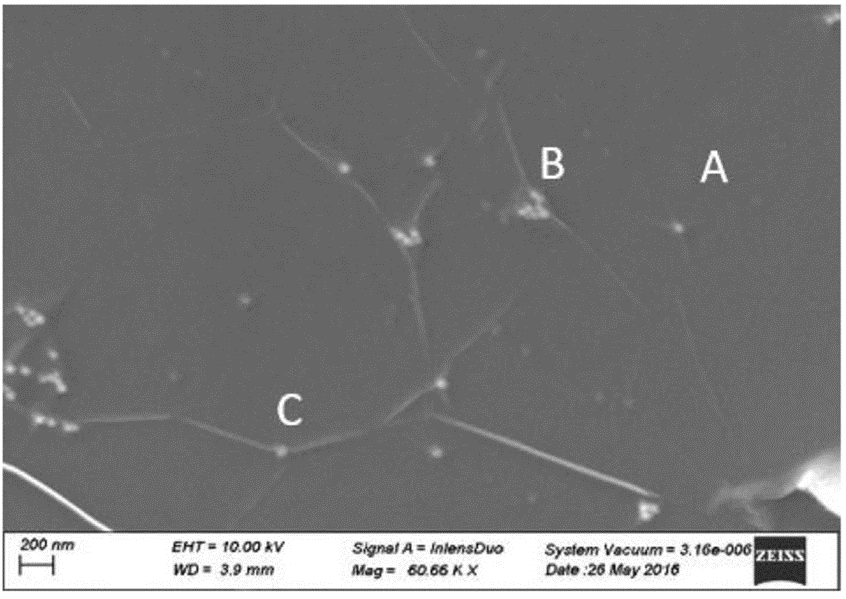 B
A
C
200 nm
EHT = 10.00 kV
WD = 3.9 mm
Signal A = InlensDuo
Mag = 60.66 K X
System Vacuum = 3.16e-006
Date :26 May 2016
ZEISS